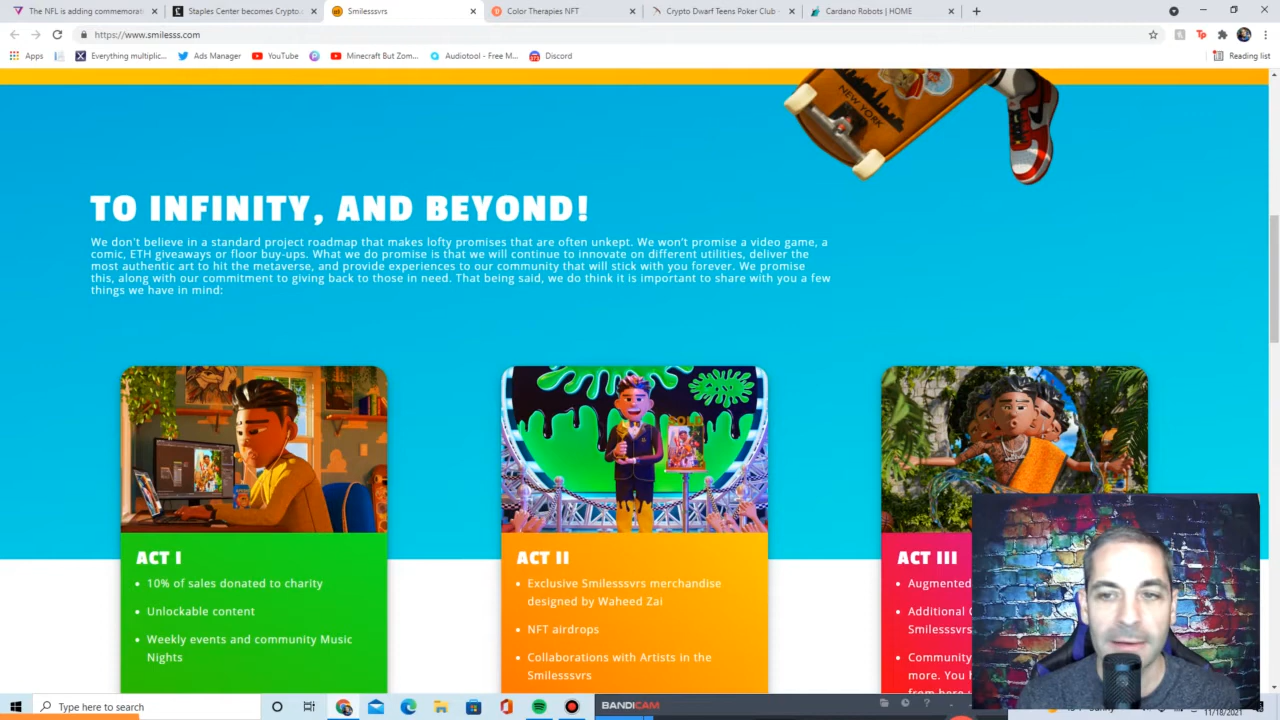 The NFL is adding commemorat
Staples Center becomes Crypto.c
Smilesssvrs
Color Therapies NFT
Crypto Dwarf Teens Poker Club -
Cardano Robots | HOME
https://www.smilesss.com
Apps
Everything multiplic...
Ads Manager
YouTube
Minecraft But Zom...
Audiotool - Free M...
Discord
Reading list
NEW YORK
TO INFINITY, AND BEYOND!
We don't believe in a standard project roadmap that makes lofty promises that are often unkept. We won't promise a video game, a
comic, ETH giveaways or floor buy-ups. What we do promise is that we will continue to innovate on different utilities, deliver the
most authentic art to hit the metaverse, and provide experiences to our community that will stick with you forever. We promise
this, along with our commitment to giving back to those in need. That being said, we do think it is important to share with you a few
things we have in mind:
SOLD
ACT I
10% of sales donated to charity
Unlockable content
Weekly events and community Music
Nights
ACT II
Exclusive Smilesssvrs merchandise
designed by Waheed Zai
NFT airdrops
Collaborations with Artists in the
Smilesssvrs
ACT III
Augmented
Additional
Smilesssvrs
Community
more. You
from here
Type here to search
BANDICAM
11/18/2021